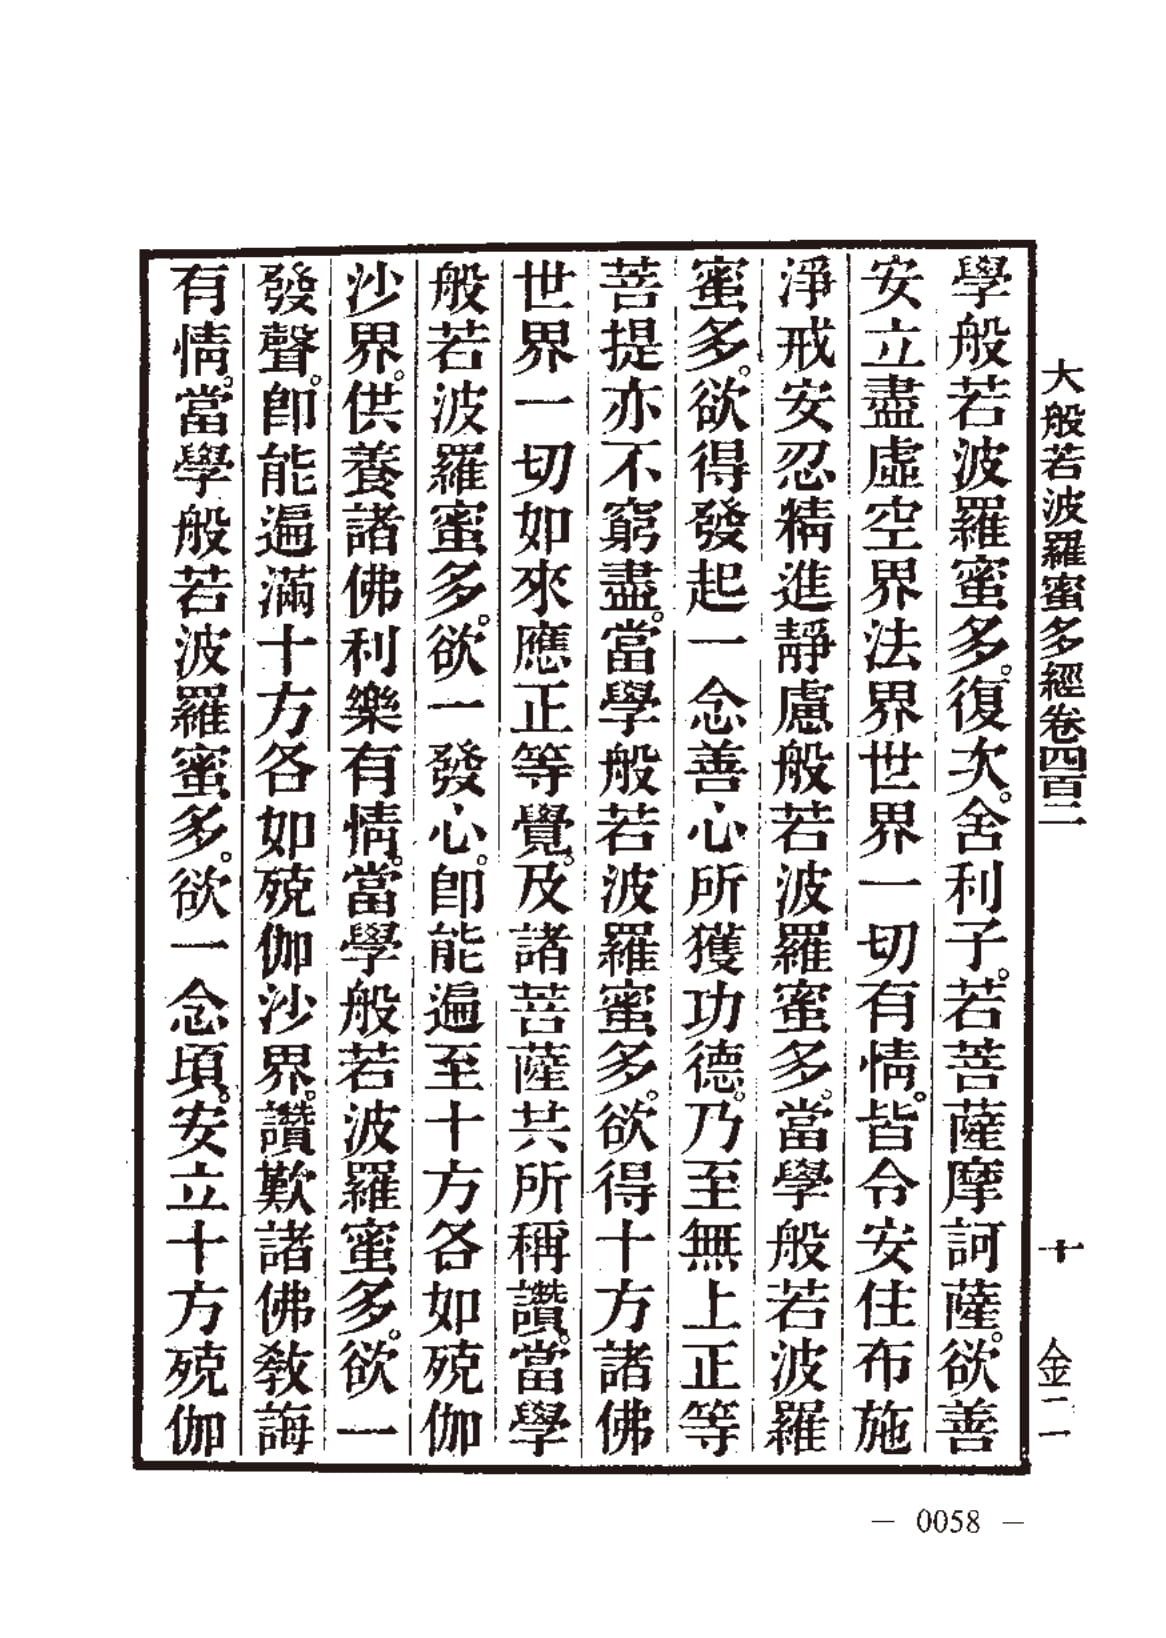 大般若波羅蜜多經卷四百二 十 金二一
學般若波羅蜜多。復次。舍利子。若菩薩摩訶薩。欲善
安立盡虛空界法界世界一切有情。皆令安住布施
淨戒安忍精進靜慮般若波羅蜜多。當學般若波羅
蜜多。欲得發起一念善心所獲功德。乃至無上正等
菩提亦不窮盡。當學般若波羅蜜多。欲得十方諸佛
世界一切如來應正等覺。及諸菩薩共所稱讚。當學
般若波羅蜜多。欲一發心。卽能遍至十方各如殑伽
沙界。供養諸佛利樂有情。當學般若波羅蜜多。欲一
發聲。卽能遍滿十方各如殑伽沙界。讚歎諸佛教誨
有情。當學般若波羅蜜多。欲一念頃。安立十方殑伽
— 0058 —